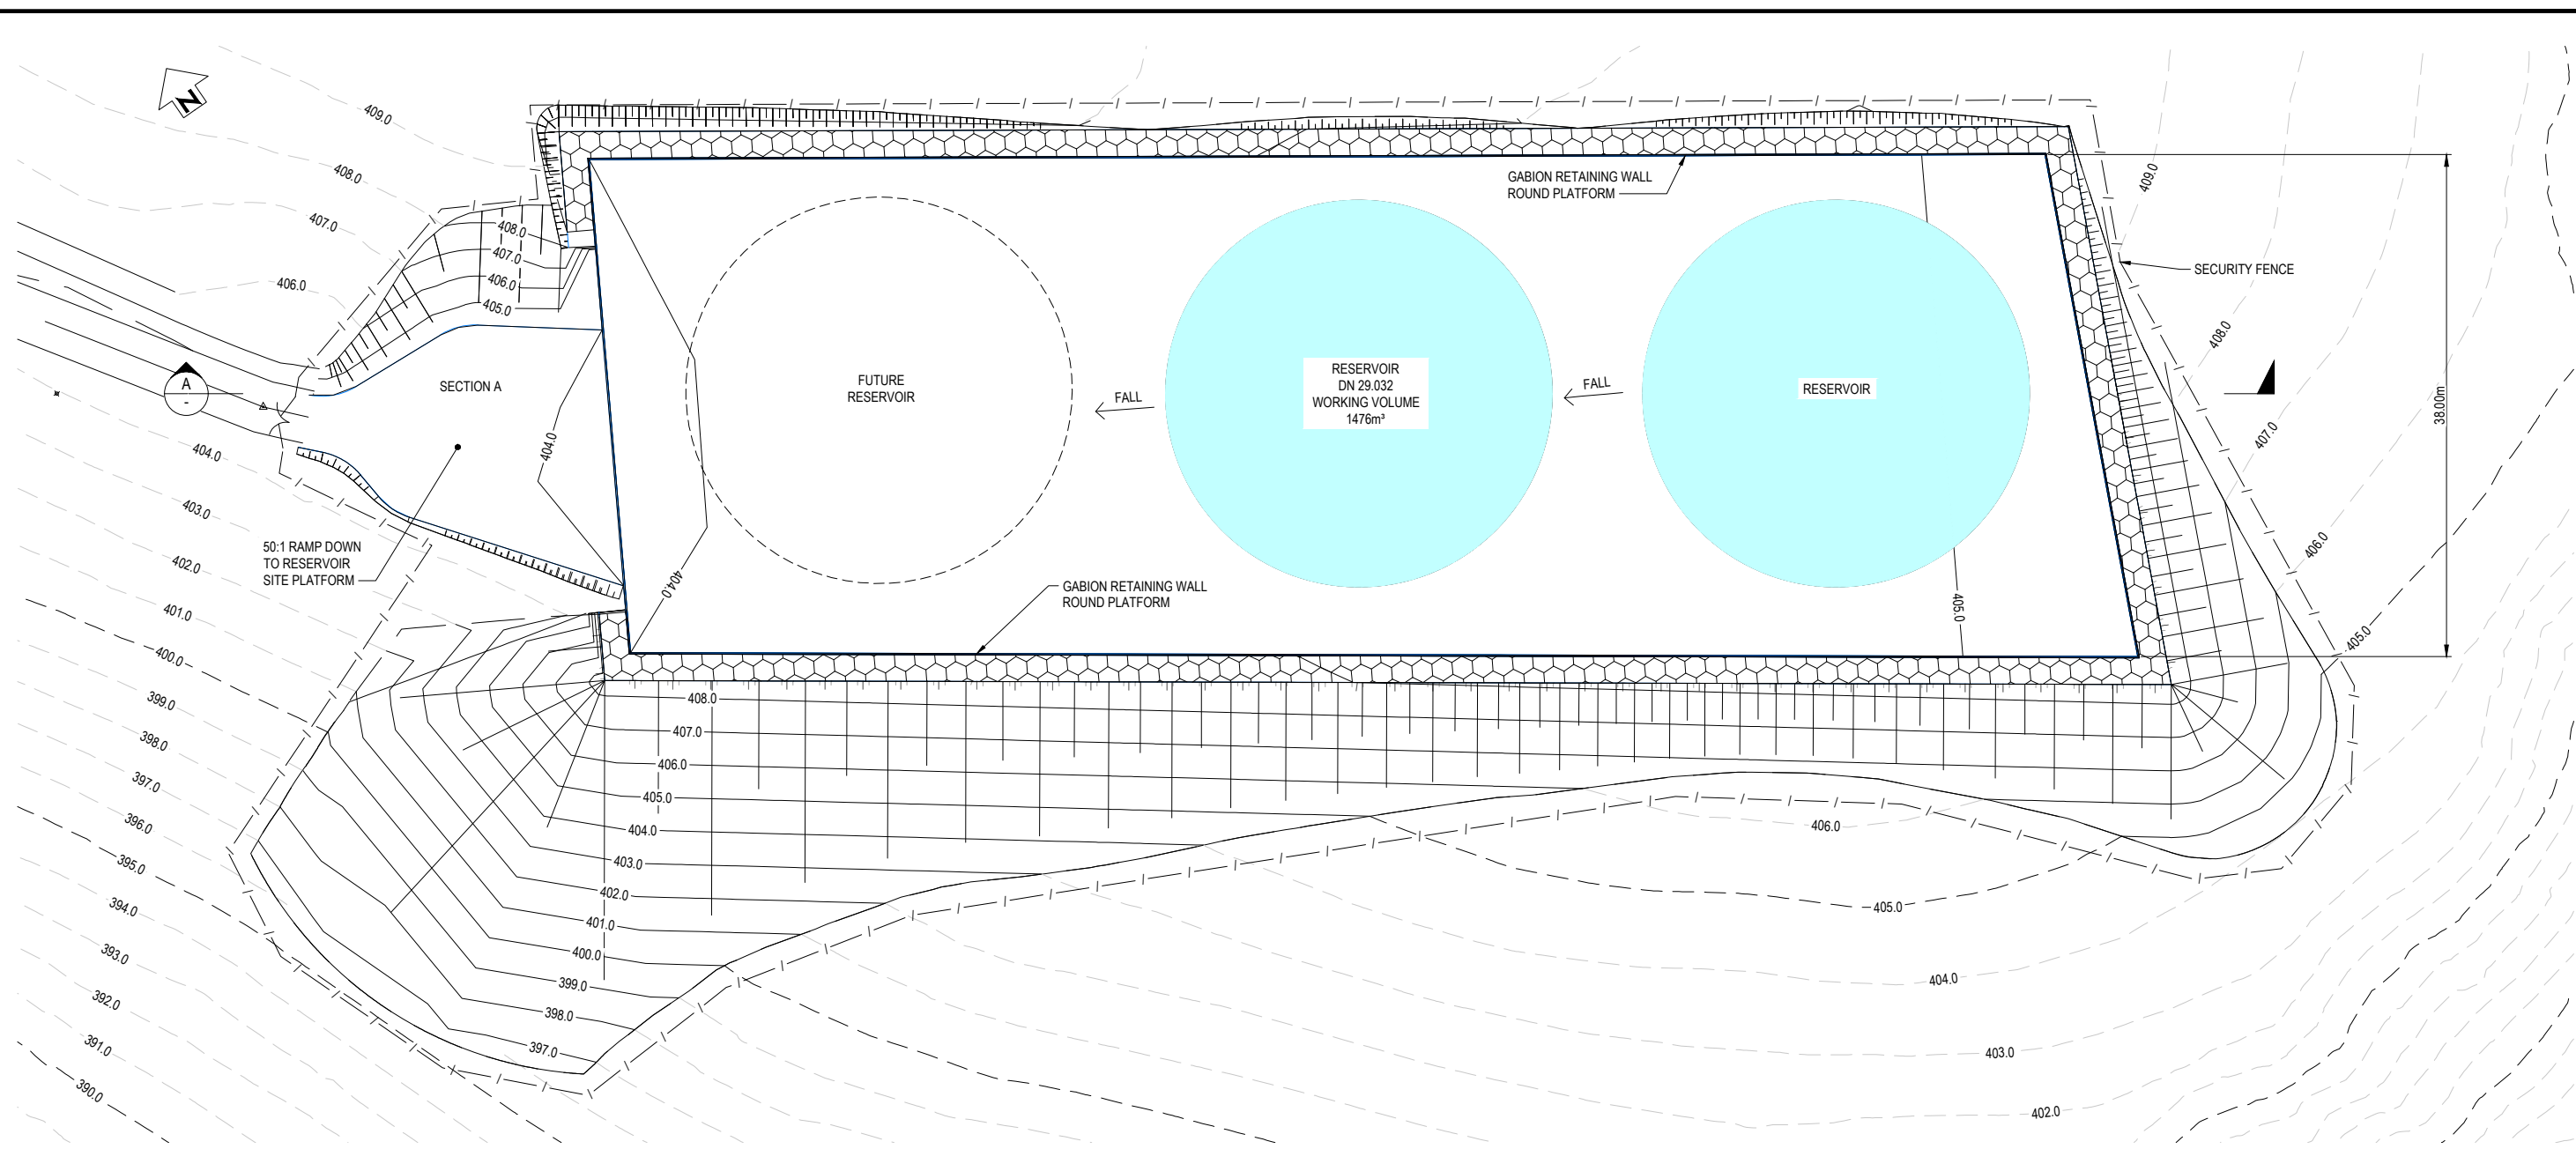 N
409.0
408.0
407.0
406.0
408.0
407.0
406.0
405.0
GABION RETAINING WALL
ROUND PLATFORM
409.0
SECURITY FENCE
408.0
407.0
406.0
405.0
38.00m
A
-
SECTION A
404.0
FUTURE
RESERVOIR
FALL
RESERVOIR
DN 29.032
WORKING VOLUME
1476m³
FALL
RESERVOIR
404.0
403.0
402.0
401.0
400.0
399.0
398.0
397.0
396.0
395.0
394.0
393.0
392.0
391.0
390.0
50:1 RAMP DOWN
TO RESERVOIR
SITE PLATFORM
404.0
GABION RETAINING WALL
ROUND PLATFORM
405.0
408.0
407.0
406.0
405.0
404.0
403.0
402.0
401.0
400.0
399.0
398.0
397.0
406.0
405.0
404.0
403.0
402.0